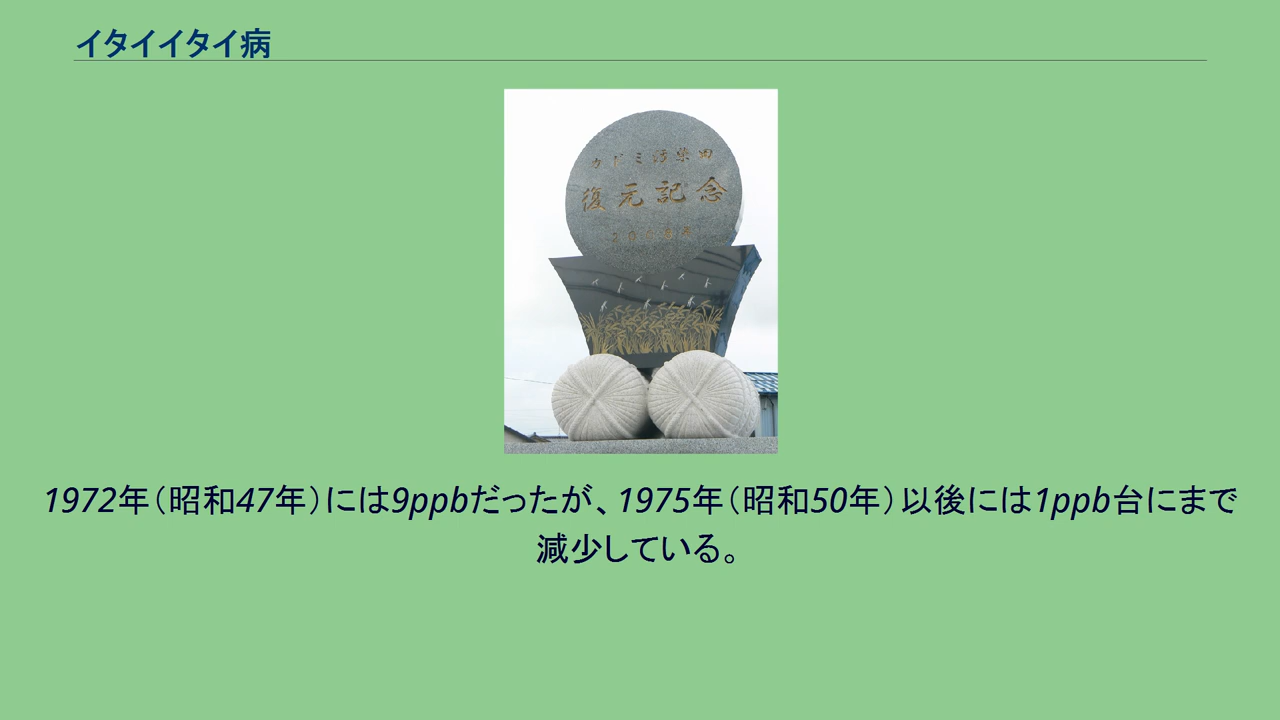 イタイイタイ病
カドミ汚染田
復元記念
1972年（昭和47年）には9ppbだったが、1975年（昭和50年）以後には1ppb台にまで
減少している。